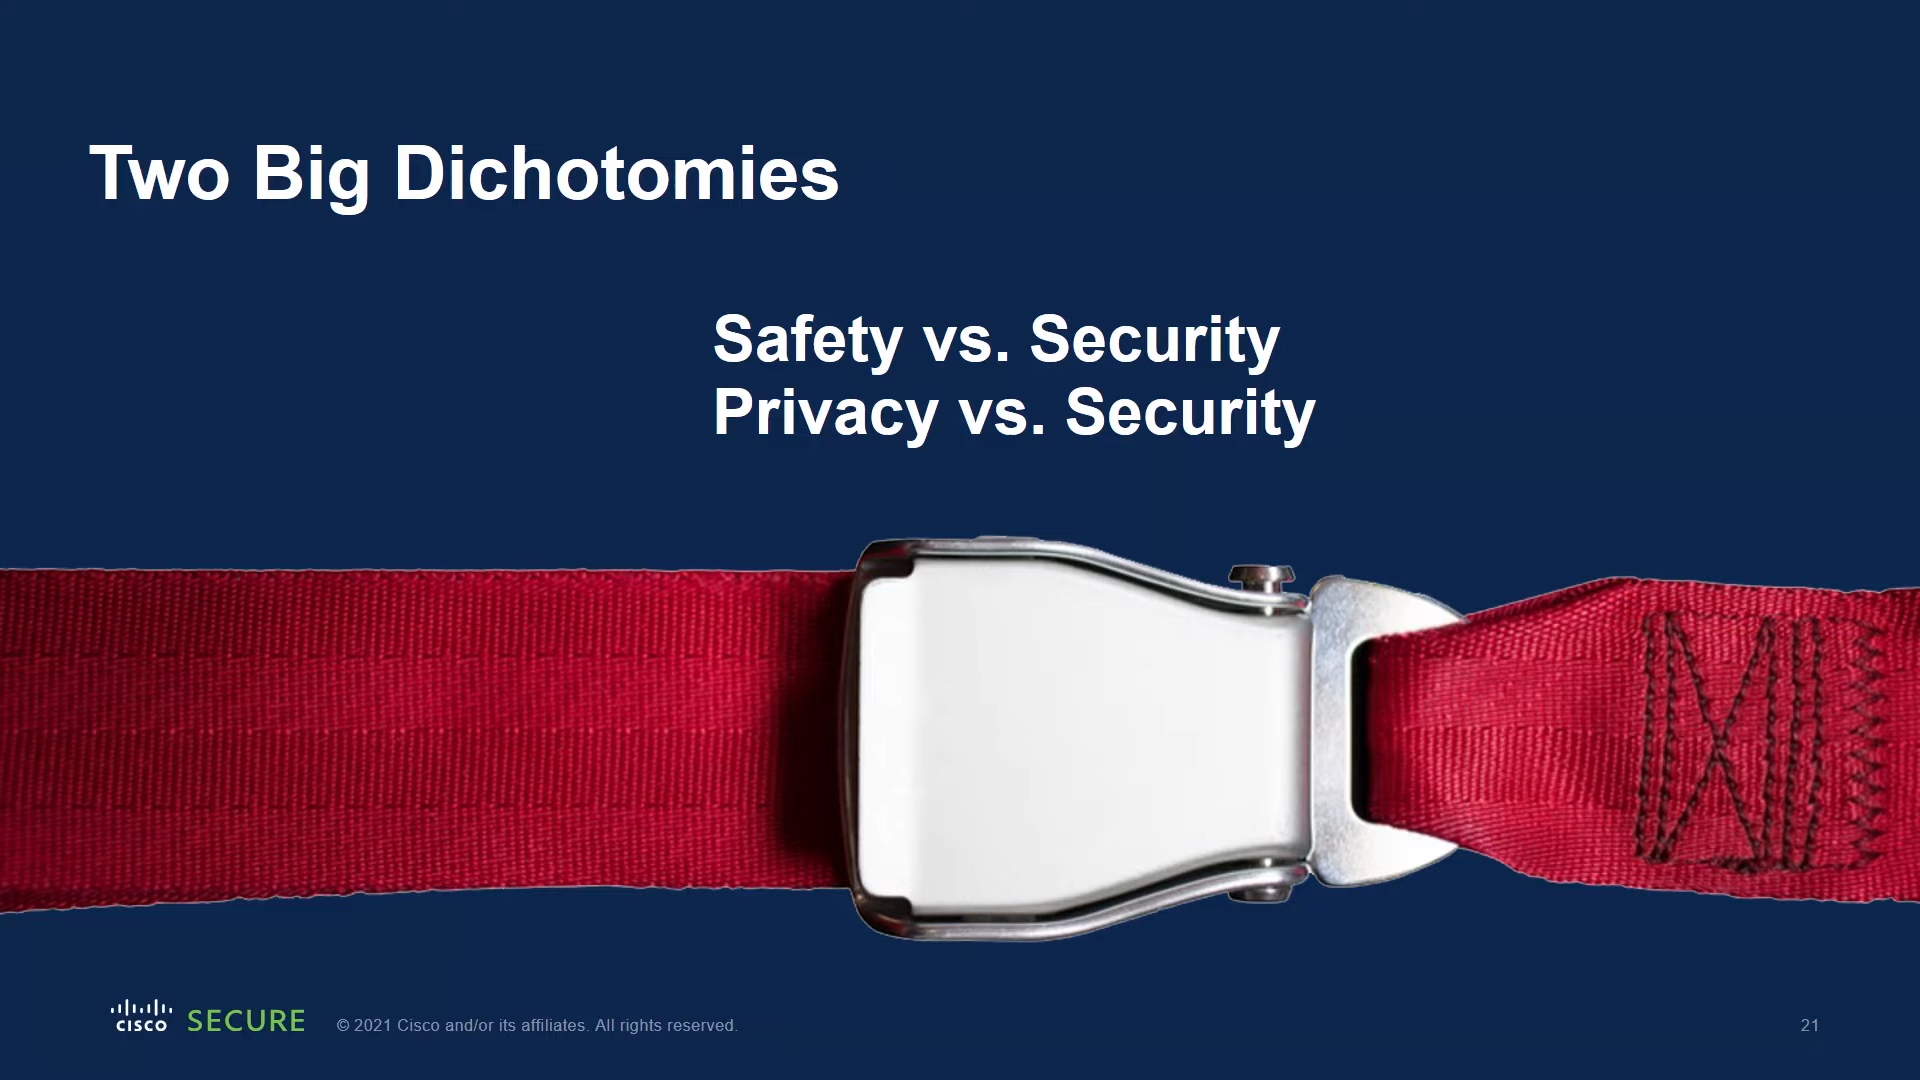 Two Big Dichotomies
Safety vs. Security
Privacy vs. Security
CISCO SECURE © 2021 Cisco and/or its affiliates. All rights reserved. 21